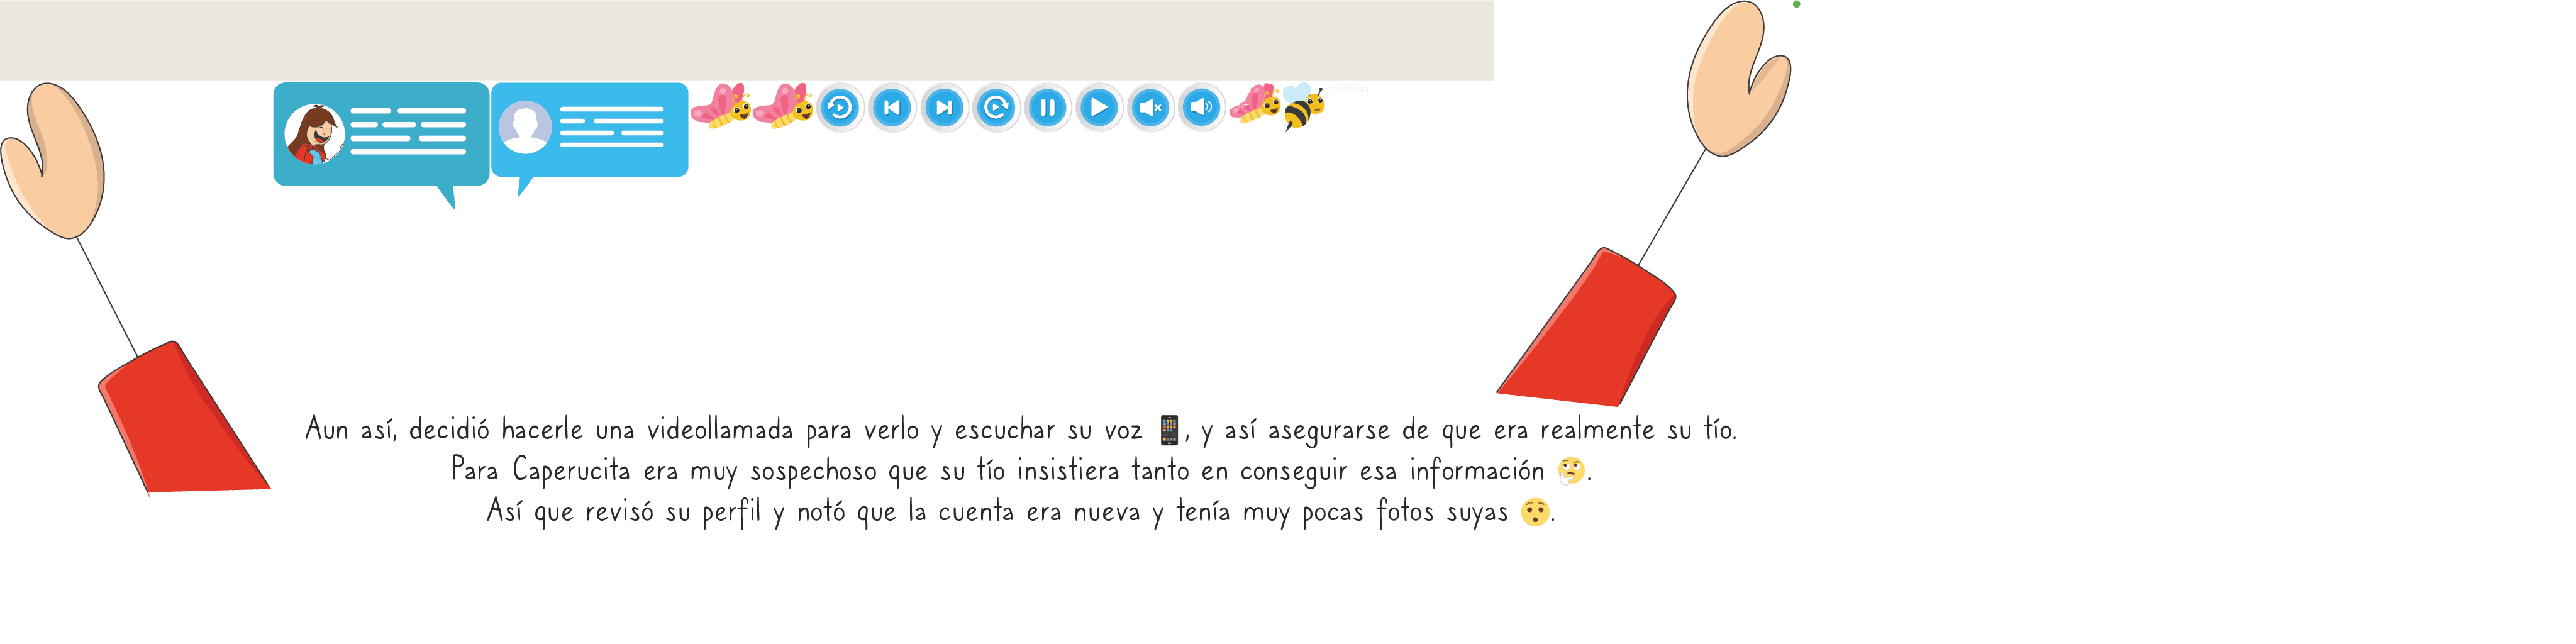 Aun así, decidió hacerle una videollamada para verlo y escuchar su voz 📱, y así asegurarse de que era realmente su tío.
Para Caperucita era muy sospechoso que su tío insistiera tanto en conseguir esa información 🤔.
Así que revisó su perfil y notó que la cuenta era nueva y tenía muy pocas fotos suyas 😯.